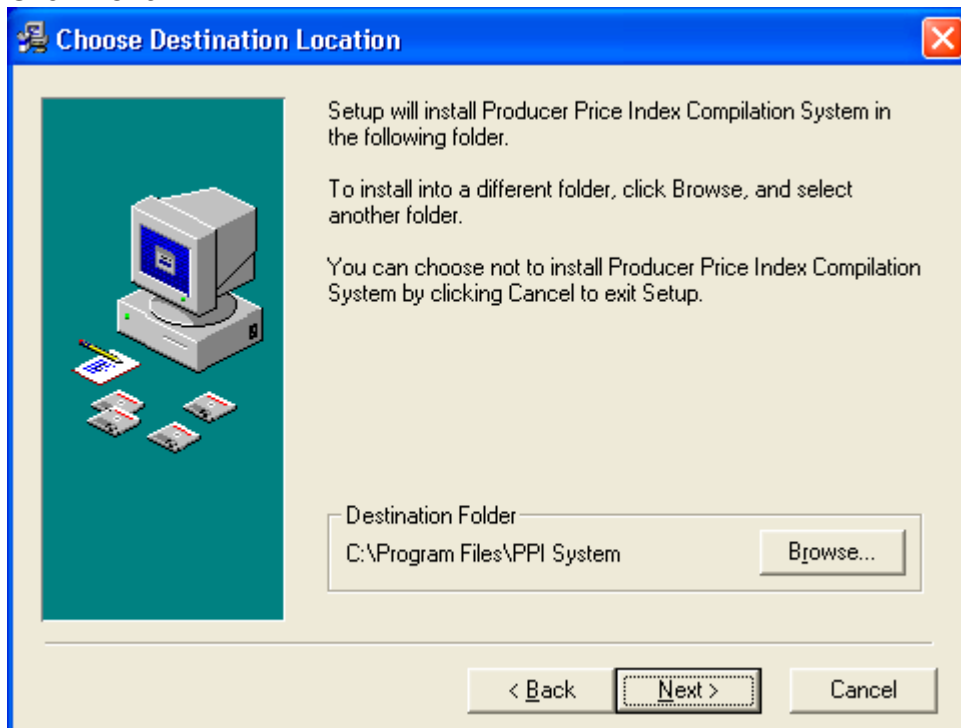 Choose Destination Location
Setup will install Producer Price Index Compilation System in
the following folder.
To install into a different folder, click Browse, and select
another folder.
You can choose not to install Producer Price Index Compilation
System by clicking Cancel to exit Setup.
Destination Folder
C:\Program Files\PPI System
Browse...
< Back
Next >
Cancel